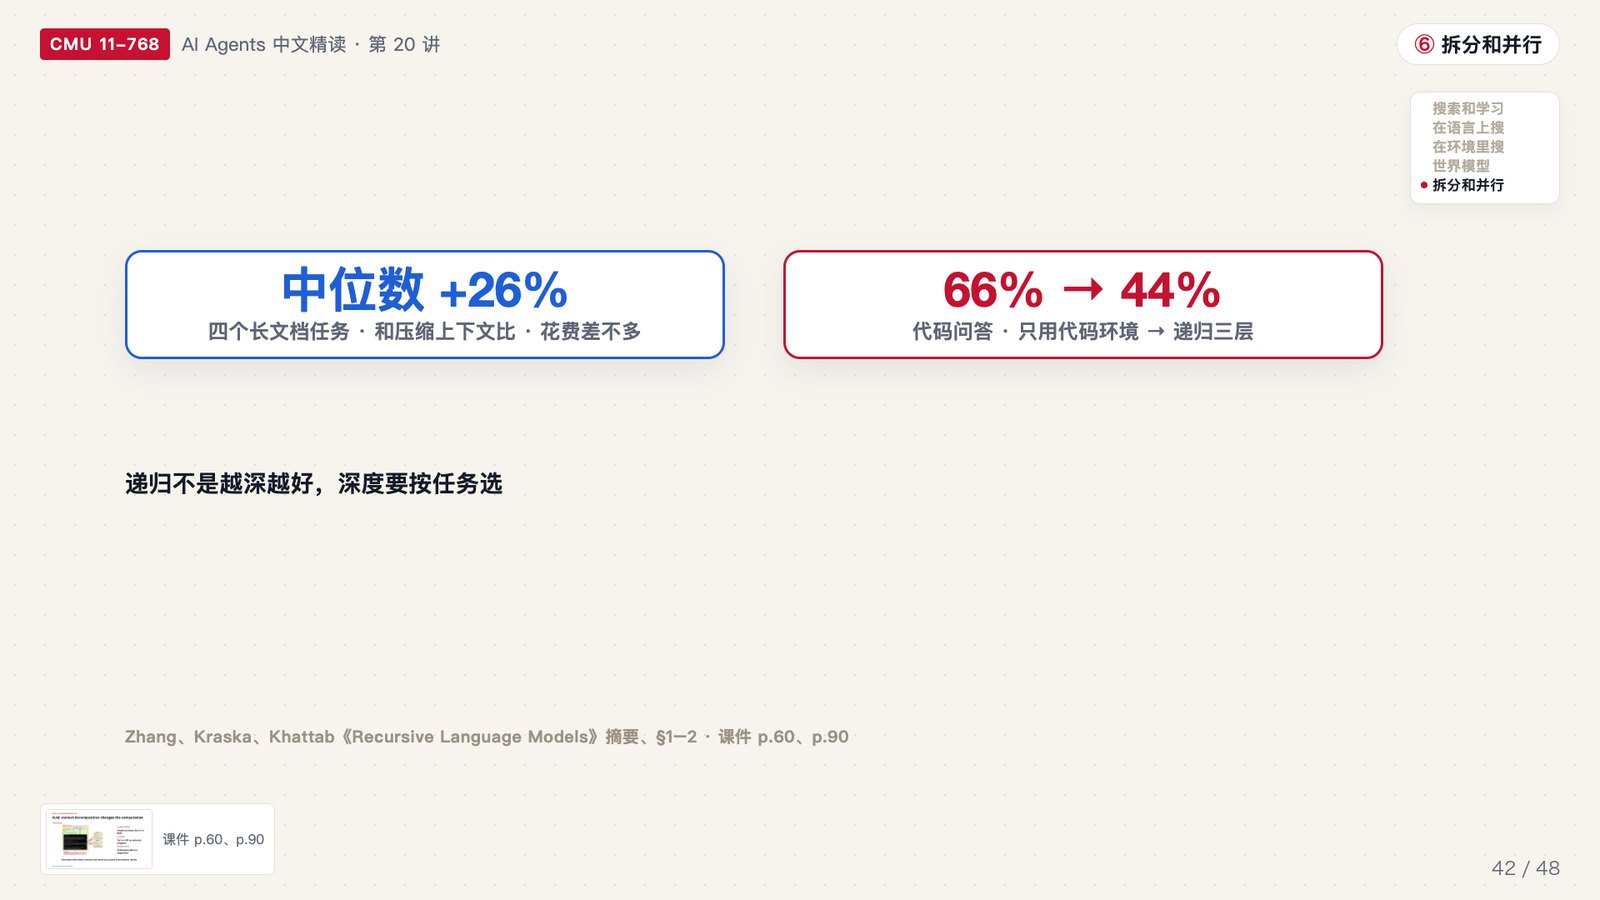 CMU 11-768 AI Agents 中文精读 · 第 20 讲
⑥ 拆分和并行
搜索和学习
在语言上搜
在环境里搜
世界模型
拆分和并行
中位数 +26%
四个长文档任务 · 和压缩上下文比 · 花费差不多
66% → 44%
代码问答 · 只用代码环境 → 递归三层
递归不是越深越好，深度要按任务选
Zhang、Kraska、Khattab《Recursive Language Models》摘要、§1—2 · 课件 p.60、p.90
课件 p.60、p.90
42 / 48